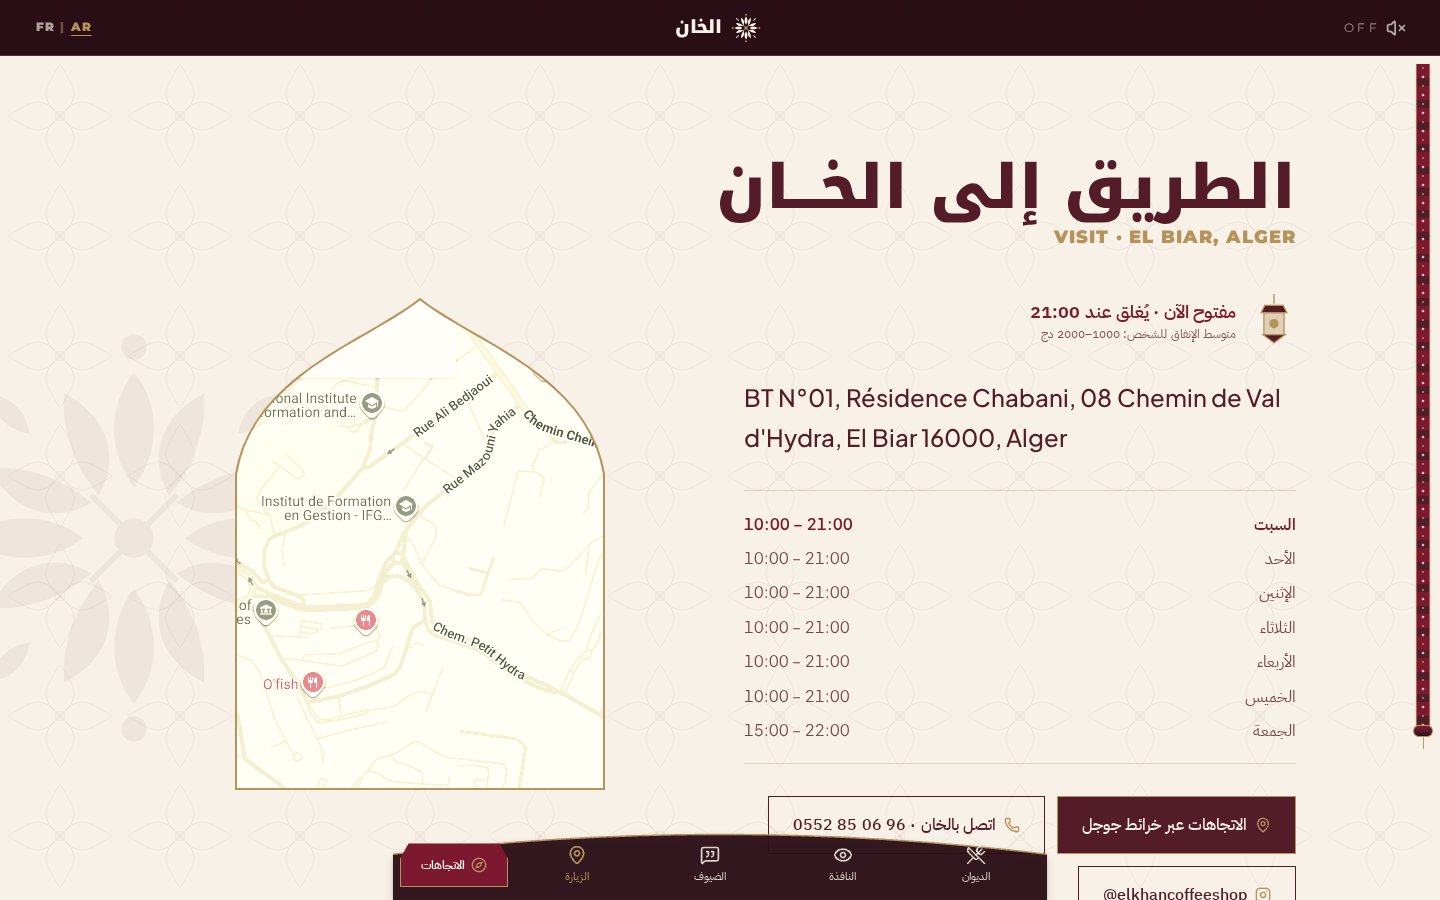 FR | AR
الخان
OFF
الطريق إلى الخـــان
VISIT · EL BIAR, ALGER
مفتوح الآن · يُغلق عند 21:00
متوسط الإنفاق للشخص: 1000–2000 دج
BT N°01, Résidence Chabani, 08 Chemin de Val
d'Hydra, El Biar 16000, Alger
السبت 10:00 – 21:00
الأحد 10:00 – 21:00
الإثنين 10:00 – 21:00
الثلاثاء 10:00 – 21:00
الأربعاء 10:00 – 21:00
الخميس 10:00 – 21:00
الجمعة 15:00 – 22:00
الاتجاهات عبر خرائط جوجل
اتصل بالخان · 0552 85 06 96
@elkhancoffeeshop
Institute
ormation and...
Rue Ali Bedjaoui
Rue Mazouni Yahia
Chemin
Institut de Formation
en Gestion - IFG...
of
es
Chem. Petit Hydra
O'fish
الديوان
النافذة
الضيوف
الزيارة
الاتجاهات